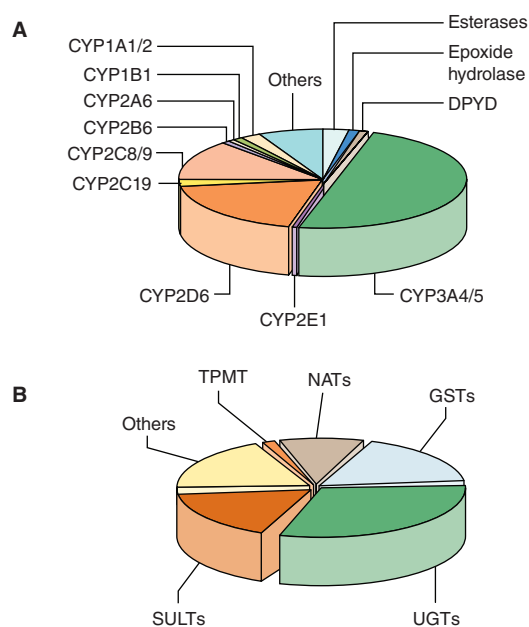 A
Esterases
CYP1A1/2
Epoxide
hydrolase
CYP1B1
Others
CYP2A6
DPYD
CYP2B6
CYP2C8/9
CYP2C19
CYP2D6
CYP3A4/5
CYP2E1
B
TPMT
NATs
GSTs
Others
SULTs
UGTs